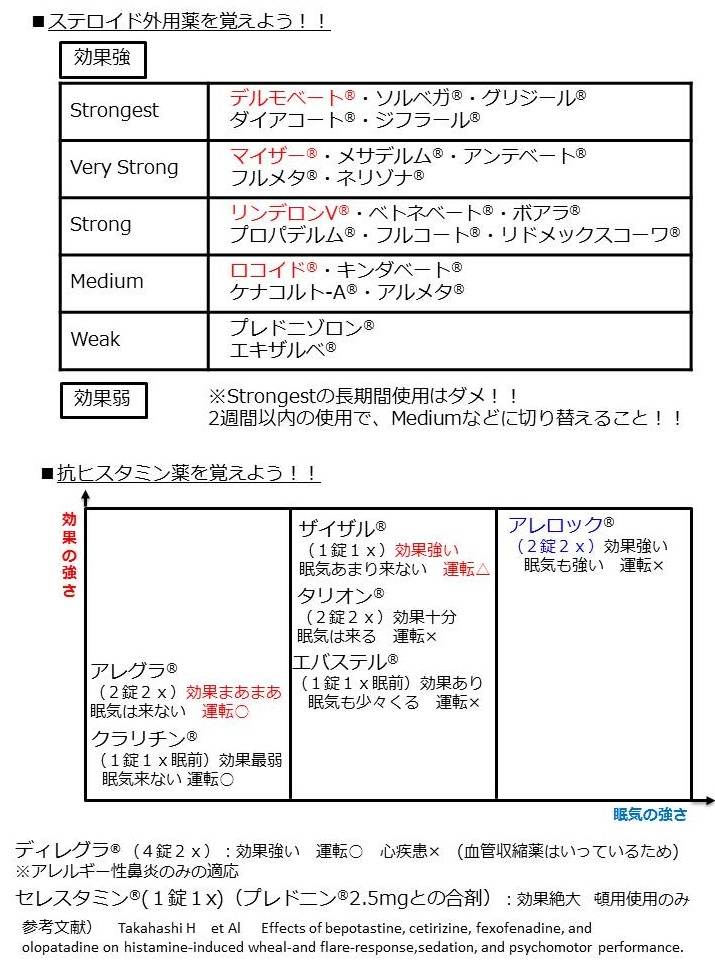 ■ステロイド外用薬を覚えよう！！
効果強
Strongest
デルモベート®・ソルベガ®・グリジール®
ダイアコート®・ジフラール®
Very Strong
マイザー®・メサデルム®・アンテベート®
フルメタ®・ネリゾナ®
Strong
リンデロンV®・ベトネベート®・ボアラ®
プロパデルム®・フルコート®・リドメックスコーワ®
Medium
ロコイド®・キンダベート®
ケナコルト-A®・アルメタ®
Weak
プレドニゾロン®
エキザルベ®
効果弱
※Strongestの長期間使用はダメ！！
2週間以内の使用で、Mediumなどに切り替えること！！
■抗ヒスタミン薬を覚えよう！！
効果の強さ
アレグラ®
（２錠２ｘ）効果まあまあ
眠気は来ない　運転○
クラリチン®
（１錠１ｘ眠前）効果最弱
眠気来ない 運転○
ザイザル®
（１錠１ｘ）効果強い
眠気あまり来ない　運転△
タリオン®
（２錠２ｘ）効果十分
眠気は来る　運転×
エバステル®
（１錠１ｘ眠前）効果あり
眠気も少々くる　運転×
アレロック®
（２錠２ｘ）効果強い
眠気も強い　運転×
眠気の強さ
ディレグラ®（４錠２ｘ）：効果強い　運転○　心疾患×　(血管収縮薬はいっているため)
※アレルギー性鼻炎のみの適応
セレスタミン®(１錠１x)（プレドニン®2.5mgとの合剤）：効果絶大　頓用使用のみ
参考文献）　Takahashi H　et Al　Effects of bepotastine, cetirizine, fexofenadine, and
olopatadine on histamine-induced wheal-and flare-response,sedation, and psychomotor performance.